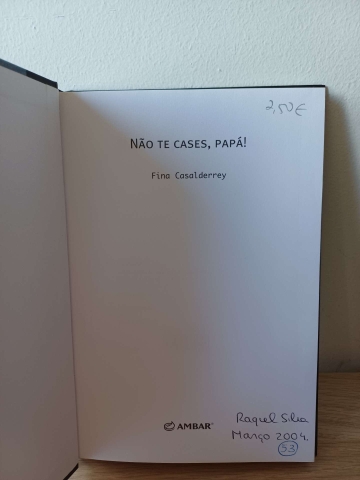 2,50€
NÃO TE CASES, PAPÁ!
Fina Casalderrey
AMBAR®
Raquel Silva
Março 2004.
53